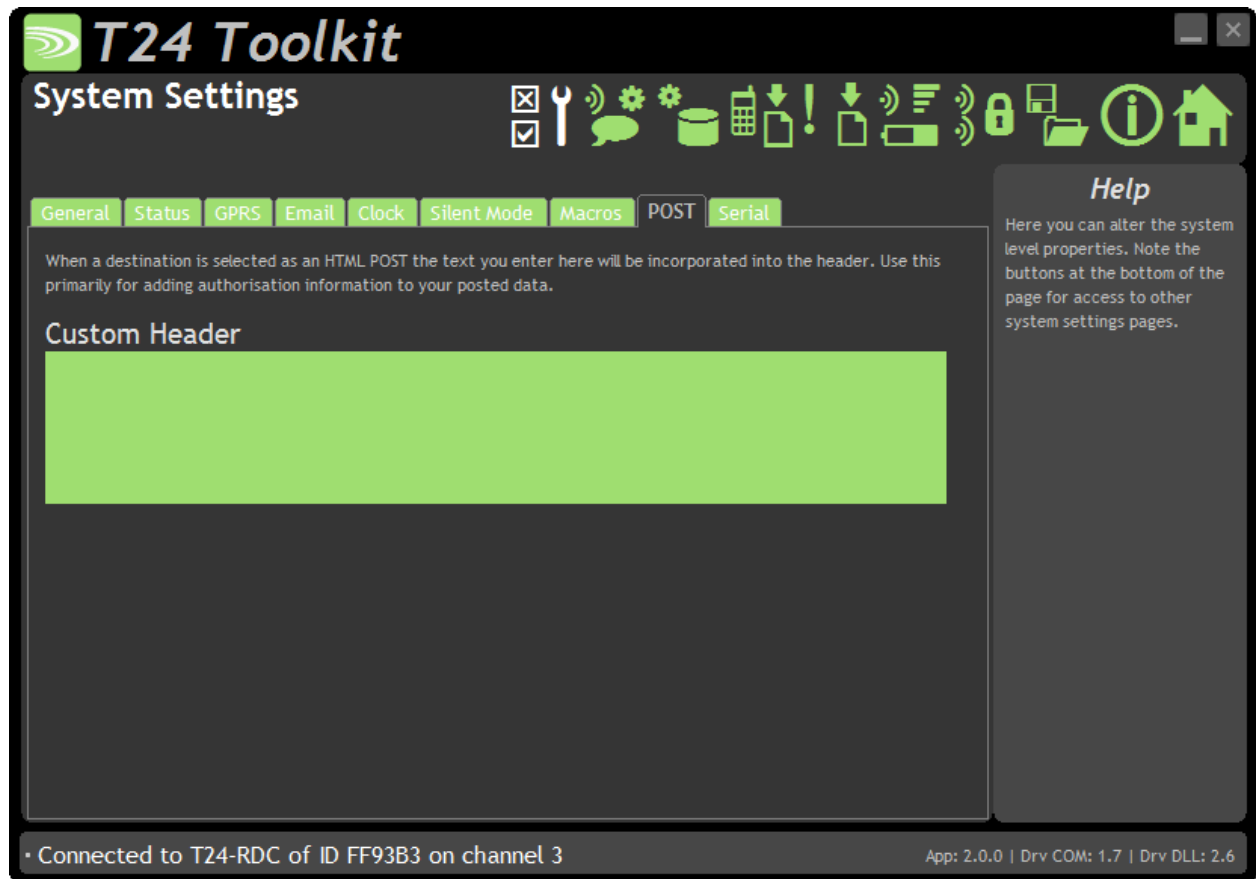 T24 Toolkit
System Settings
General Status GPRS Email Clock Silent Mode Macros POST Serial
When a destination is selected as an HTML POST the text you enter here will be incorporated into the header. Use this
primarily for adding authorisation information to your posted data.
Custom Header
Help
Here you can alter the system
level properties. Note the
buttons at the bottom of the
page for access to other
system settings pages.
Connected to T24-RDC of ID FF93B3 on channel 3
App: 2.0.0 | Drv COM: 1.7 | Drv DLL: 2.6